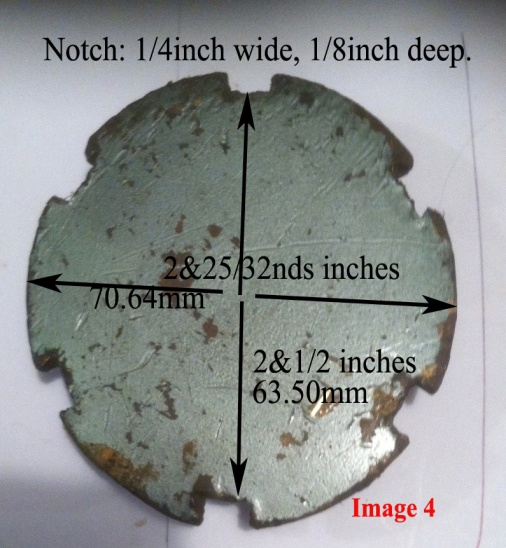 Notch: 1/4inch wide, 1/8inch deep.
2&25/32nds inches
70.64mm
2&1/2 inches
63.50mm
Image 4